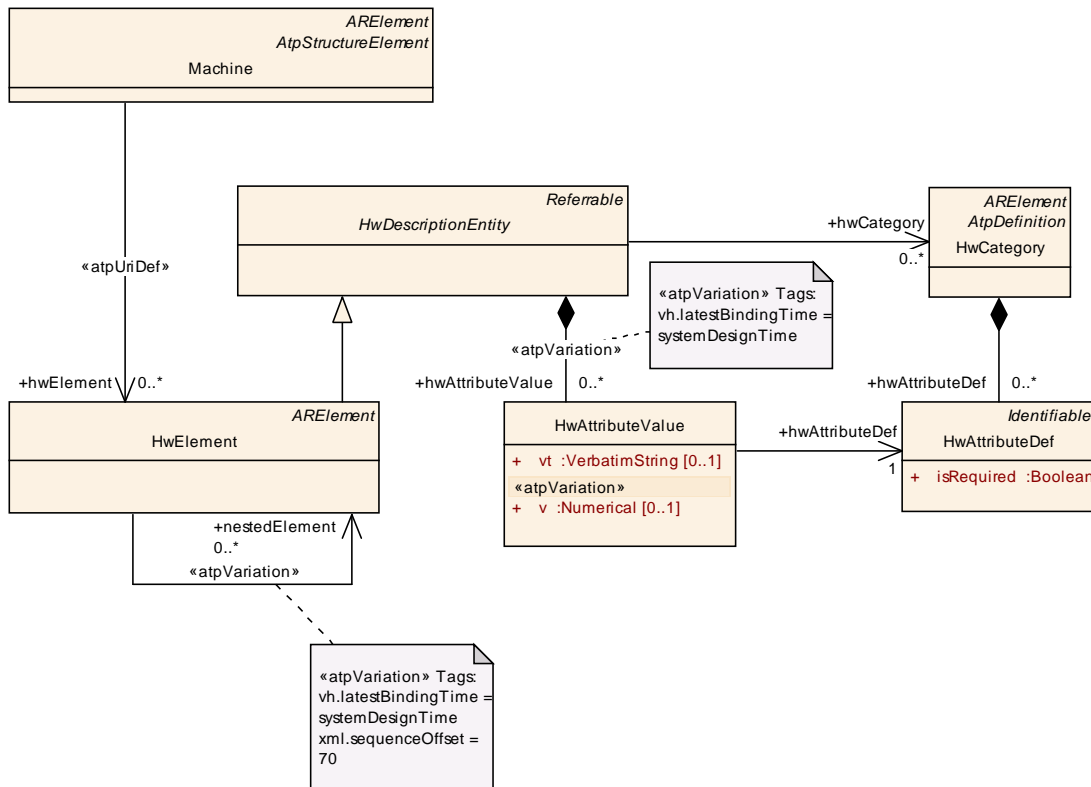 ARElement
AtpStructureElement
Machine
«atpUriDef»
+hwElement
0..*
Referrable
HwDescriptionEntity
+hwCategory
0..*
ARElement
AtpDefinition
HwCategory
«atpVariation» Tags:
vh.latestBindingTime =
systemDesignTime
«atpVariation»
+hwAttributeValue
0..*
+hwAttributeDef
0..*
ARElement
HwElement
HwAttributeValue
+ vt :VerbatimString [0..1]
«atpVariation»
+ v :Numerical [0..1]
+hwAttributeDef
1
Identifiable
HwAttributeDef
+ isRequired :Boolean
+nestedElement
0..*
«atpVariation»
«atpVariation» Tags:
vh.latestBindingTime =
systemDesignTime
xml.sequenceOffset =
70